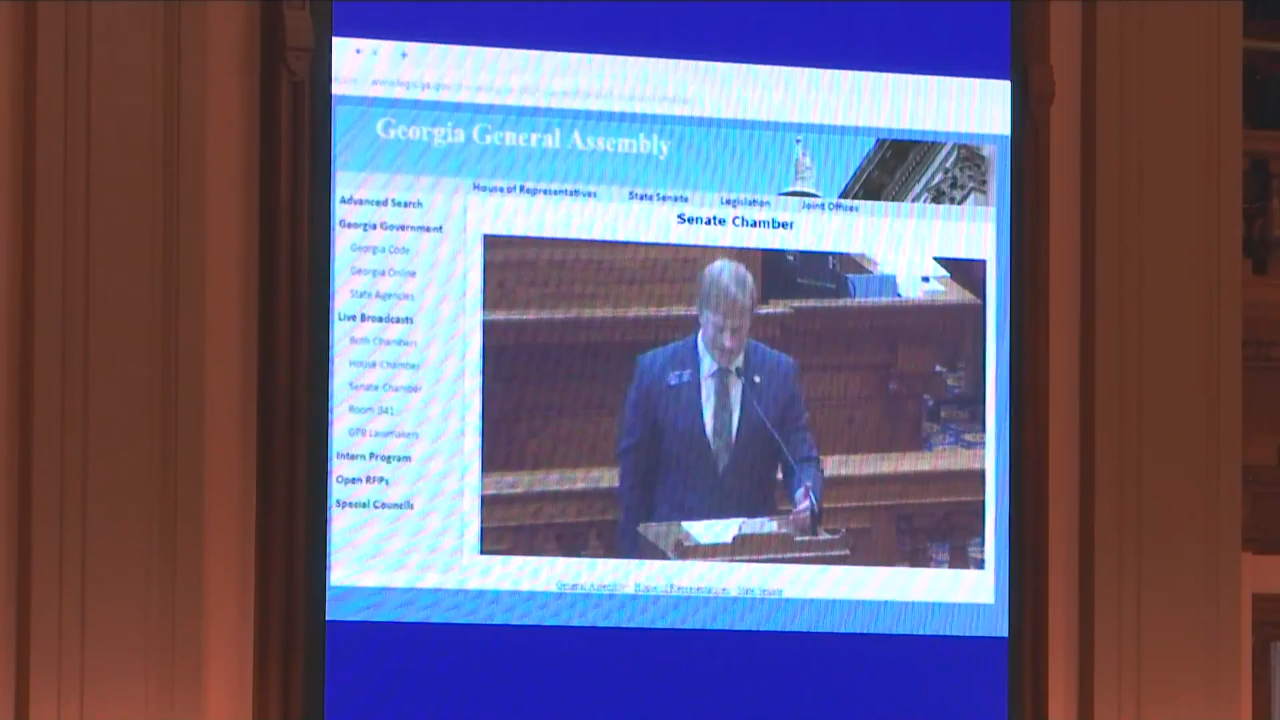 Georgia General Assembly
House of Representatives State Senate Legislation Joint Offices
Senate Chamber
Advanced Search
Georgia Government
Georgia Code
Georgia Online
State Agencies
Live Broadcasts
Both Chambers
House Chamber
Senate Chamber
Room 341
GPB Lawmakers
Intern Program
Open RFPs
Special Councils
General Assembly House of Representatives State Senate